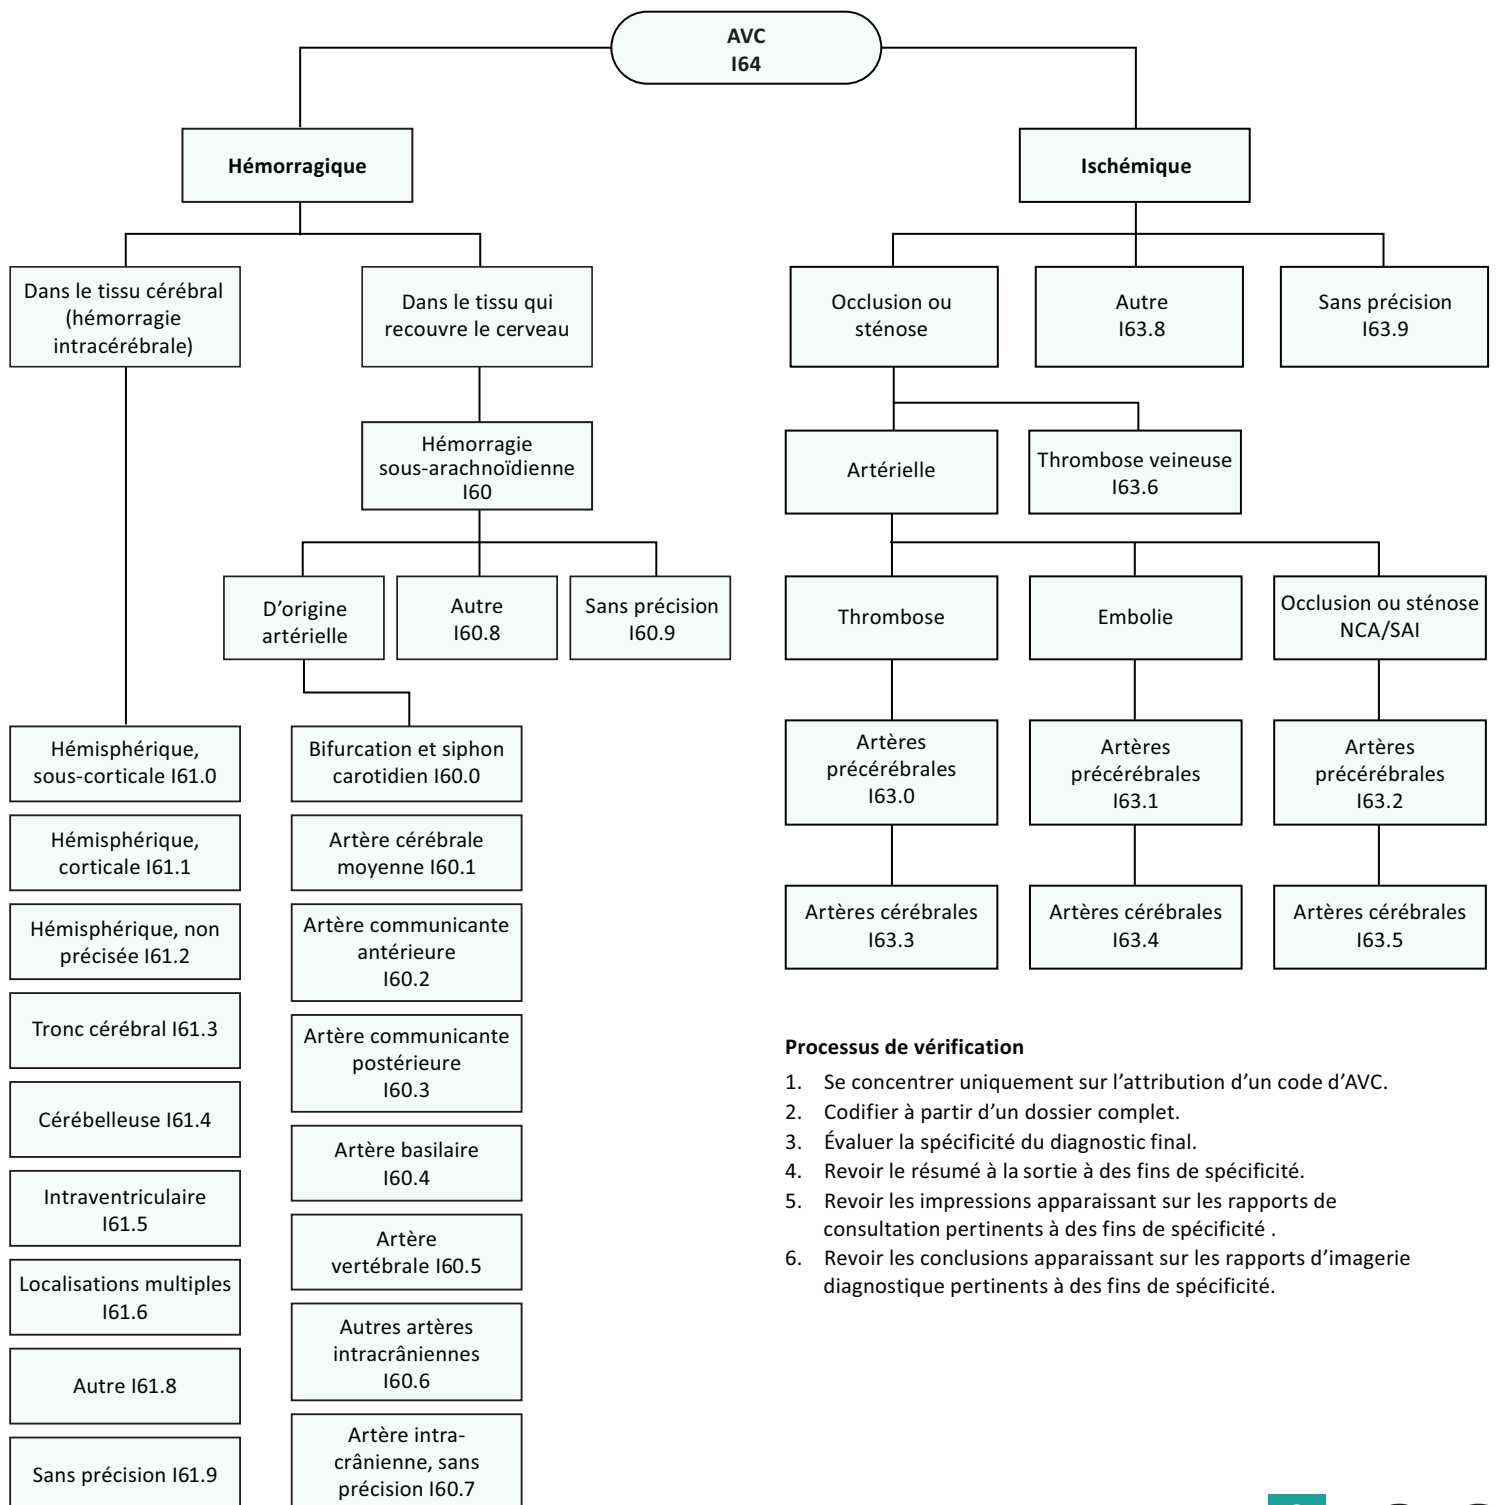 AVC
I64
Hémorragique
Ischémique
Dans le tissu cérébral
(hémorragie
intracérébrale)
Dans le tissu qui
recouvre le cerveau
Occlusion ou
sténose
Autre
I63.8
Sans précision
I63.9
Hémorragie
sous-arachnoïdienne
I60
Artérielle
Thrombose veineuse
I63.6
D’origine
artérielle
Autre
I60.8
Sans précision
I60.9
Thrombose
Embolie
Occlusion ou sténose
NCA/SAI
Hémisphérique,
sous-corticale I61.0
Hémisphérique,
corticale I61.1
Hémisphérique, non
précisée I61.2
Tronc cérébral I61.3
Cérébelleuse I61.4
Intraventriculaire
I61.5
Localisations multiples
I61.6
Autre I61.8
Sans précision I61.9
Bifurcation et siphon
carotidien I60.0
Artère cérébrale
moyenne I60.1
Artère communicante
antérieure
I60.2
Artère communicante
postérieure
I60.3
Artère basilaire
I60.4
Artère
vertébrale I60.5
Autres artères
intracrâniennes
I60.6
Artère intra-
crânienne, sans
précision I60.7
Artères
précérébrales
I63.0
Artères
précérébrales
I63.1
Artères
précérébrales
I63.2
Artères cérébrales
I63.3
Artères cérébrales
I63.4
Artères cérébrales
I63.5
Processus de vérification
1. Se concentrer uniquement sur l’attribution d’un code d’AVC.
2. Codifier à partir d’un dossier complet.
3. Évaluer la spécificité du diagnostic final.
4. Revoir le résumé à la sortie à des fins de spécificité.
5. Revoir les impressions apparaissant sur les rapports de
consultation pertinents à des fins de spécificité .
6. Revoir les conclusions apparaissant sur les rapports d’imagerie
diagnostique pertinents à des fins de spécificité.